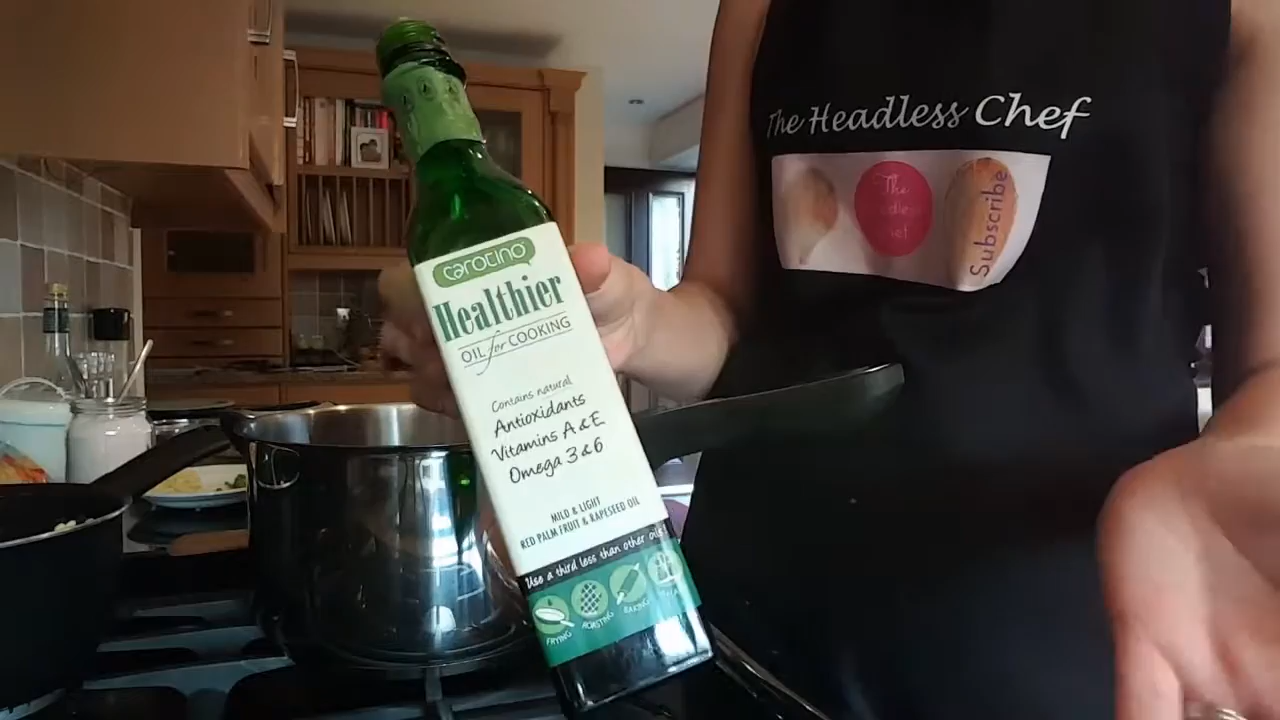 The Headless Chef
The
Subscribe
carotino
Healthier
OIL for COOKING
Contains natural
Antioxidants
Vitamins A & E
Omega 3 & 6
MILD & LIGHT
RED PALM FRUIT & RAPESEED OIL
Use a third less than other oils
FRYING
ROASTING
BAKING